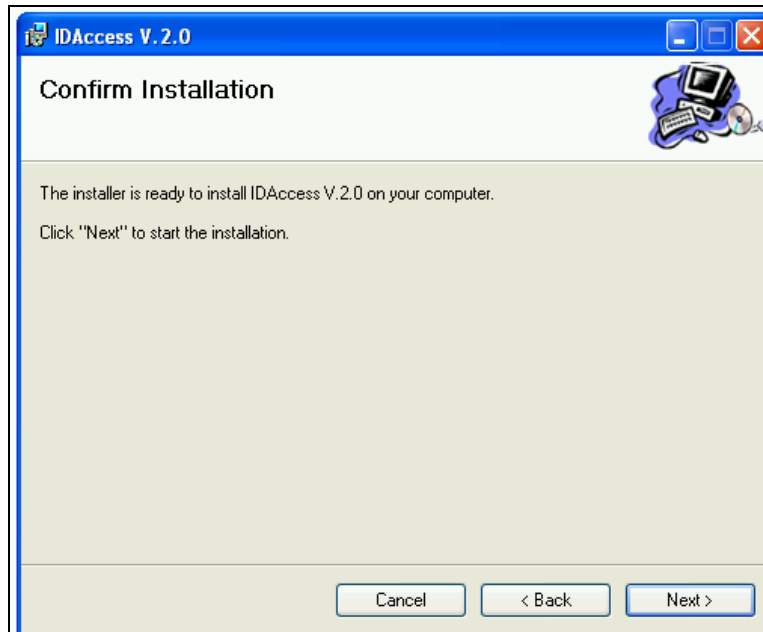 IDAccess V.2.0
Confirm Installation
The installer is ready to install IDAccess V.2.0 on your computer.
Click "Next" to start the installation.
Cancel
< Back
Next >